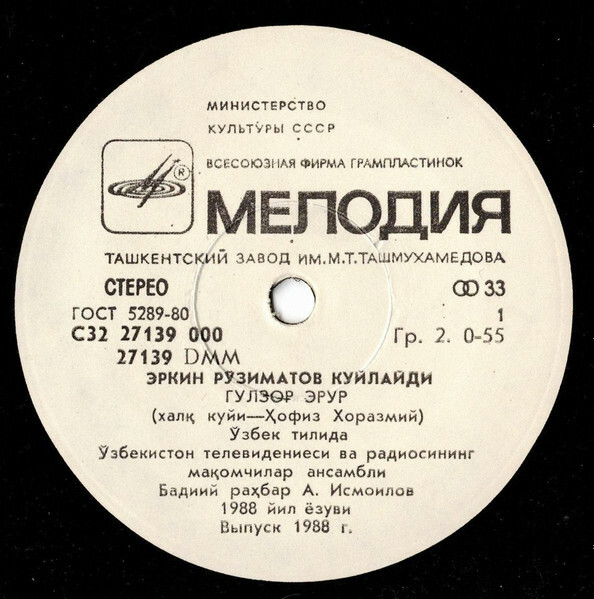 МИНИСТЕРСТВО
КУЛЬТУРЫ СССР
ВСЕСОЮЗНАЯ ФИРМА ГРАМПЛАСТИНОК
®
МЕЛОДИЯ
ТАШКЕНТСКИЙ ЗАВОД ИМ. М.Т.ТАШМУХАМЕДОВА
СТЕРЕО 33
ГОСТ 5289-80 1
С32 27139 000 Гр. 2. 0-55
27139 DMM
ЭРКИН РЎЗИМАТОВ КУЙЛАЙДИ
ГУЛЗОР ЭРУР
(халқ куйи—Ҳофиз Хоразмий)
Ўзбек тилида
Ўзбекистон телевидениеси ва радиосининг
мақомчилар ансамбли
Бадиий раҳбар А. Исмоилов
1988 йил ёзуви
Выпуск 1988 г.